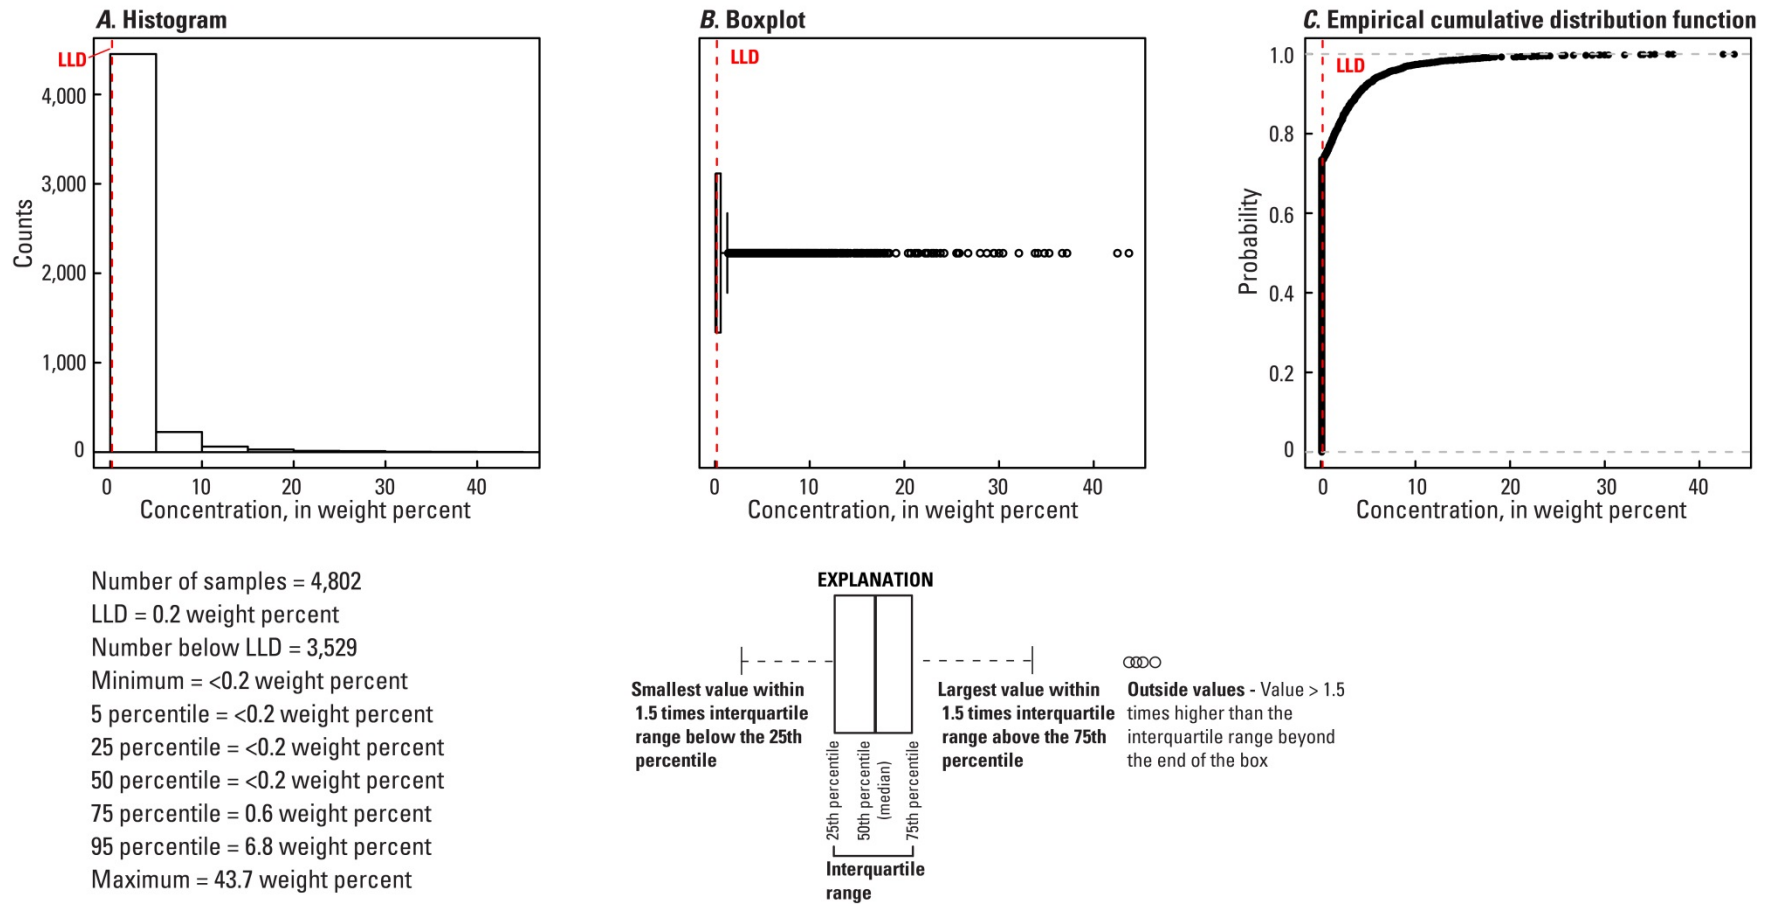 A. Histogram
LLD
4,000
3,000
2,000
1,000
0
Counts
0 10 20 30 40
Concentration, in weight percent
B. Boxplot
LLD
0 10 20 30 40
Concentration, in weight percent
C. Empirical cumulative distribution function
LLD
1.0
0.8
0.6
0.4
0.2
0
Probability
0 10 20 30 40
Concentration, in weight percent
Number of samples = 4,802
LLD = 0.2 weight percent
Number below LLD = 3,529
Minimum = <0.2 weight percent
5 percentile = <0.2 weight percent
25 percentile = <0.2 weight percent
50 percentile = <0.2 weight percent
75 percentile = 0.6 weight percent
95 percentile = 6.8 weight percent
Maximum = 43.7 weight percent
EXPLANATION
Smallest value within
1.5 times interquartile
range below the 25th
percentile
25th percentile
50th percentile
(median)
75th percentile
Interquartile
range
Largest value within
1.5 times interquartile
range above the 75th
percentile
Outside values - Value > 1.5
times higher than the
interquartile range beyond
the end of the box